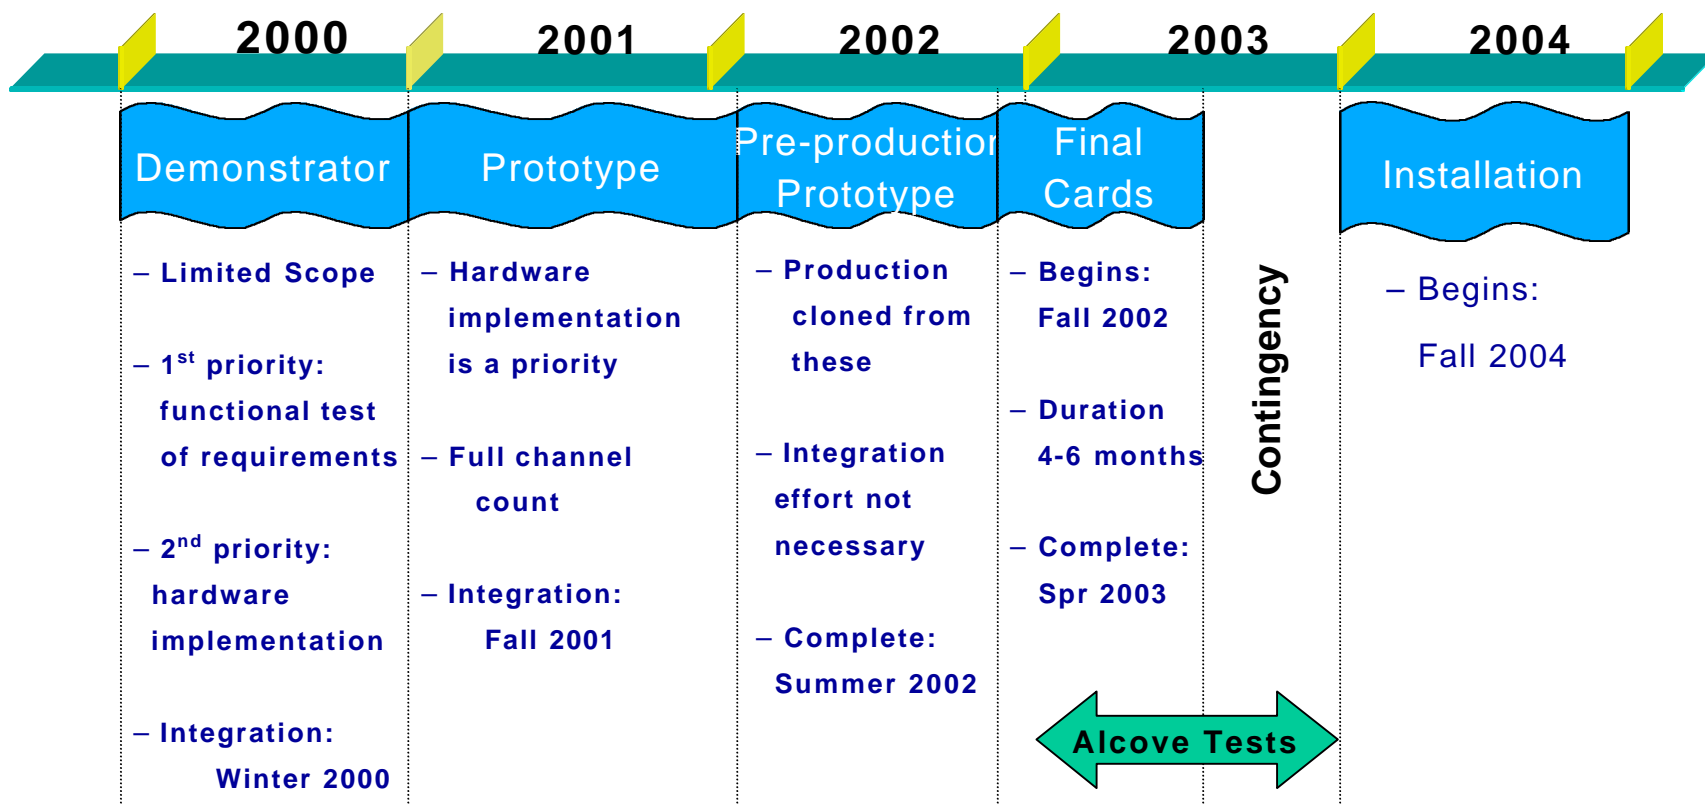 2000
2001
2002
2003
2004
Demonstrator
Prototype
Pre-production
Prototype
Final
Cards
Installation
– Limited Scope
– 1st priority:
functional test
of requirements
– 2nd priority:
hardware
implementation
– Integration:
Winter 2000
– Hardware
implementation
is a priority
– Full channel
count
– Integration:
Fall 2001
– Production
cloned from
these
– Integration
effort not
necessary
– Complete:
Summer 2002
– Begins:
Fall 2002
– Duration
4-6 months
– Complete:
Spr 2003
Contingency
Alcove Tests
– Begins:
Fall 2004